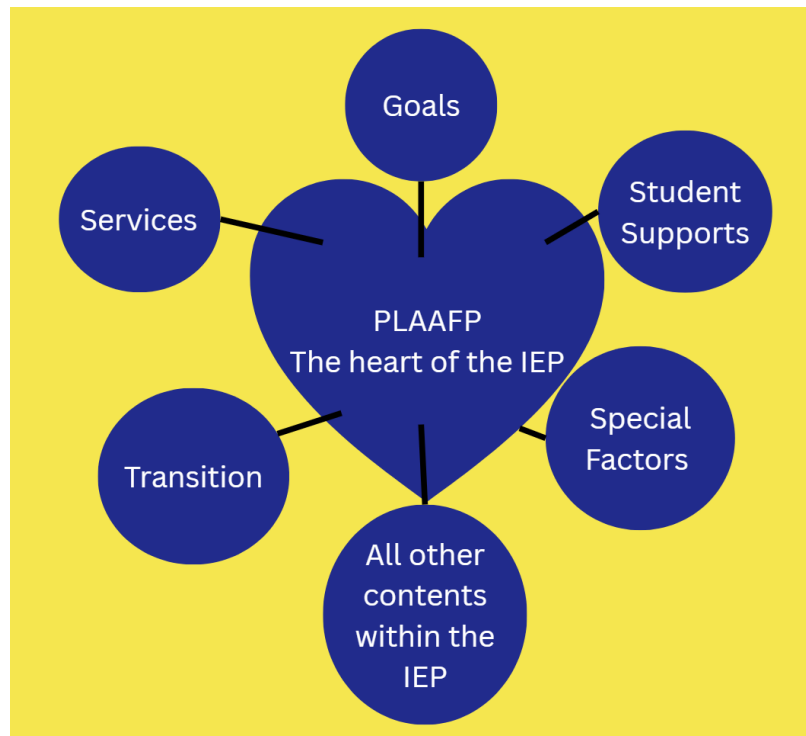 Goals
Services
Student
Supports
PLAAFP
The heart of the IEP
Transition
Special
Factors
All other
contents
within the
IEP